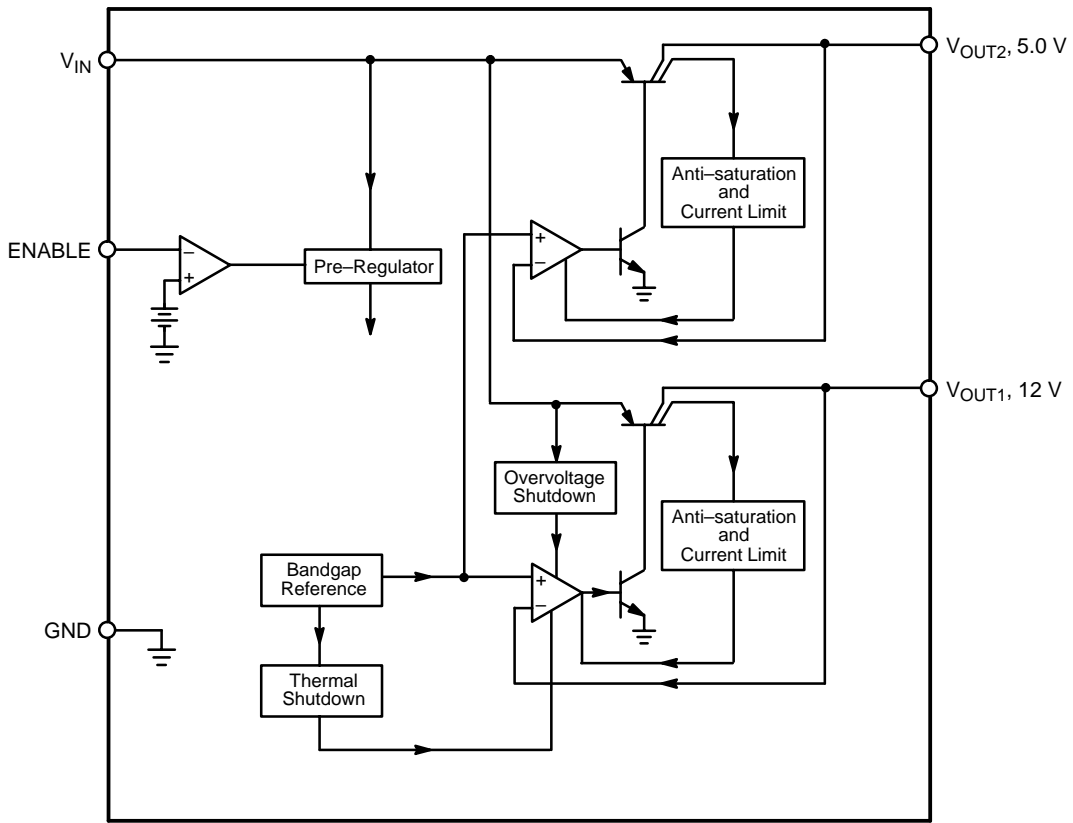 V_IN
V_OUT2, 5.0 V
Anti–saturation
and
Current Limit
ENABLE
−
+
Pre–Regulator
+
−
V_OUT1, 12 V
Overvoltage
Shutdown
Anti–saturation
and
Current Limit
Bandgap
Reference
+
−
GND
Thermal
Shutdown